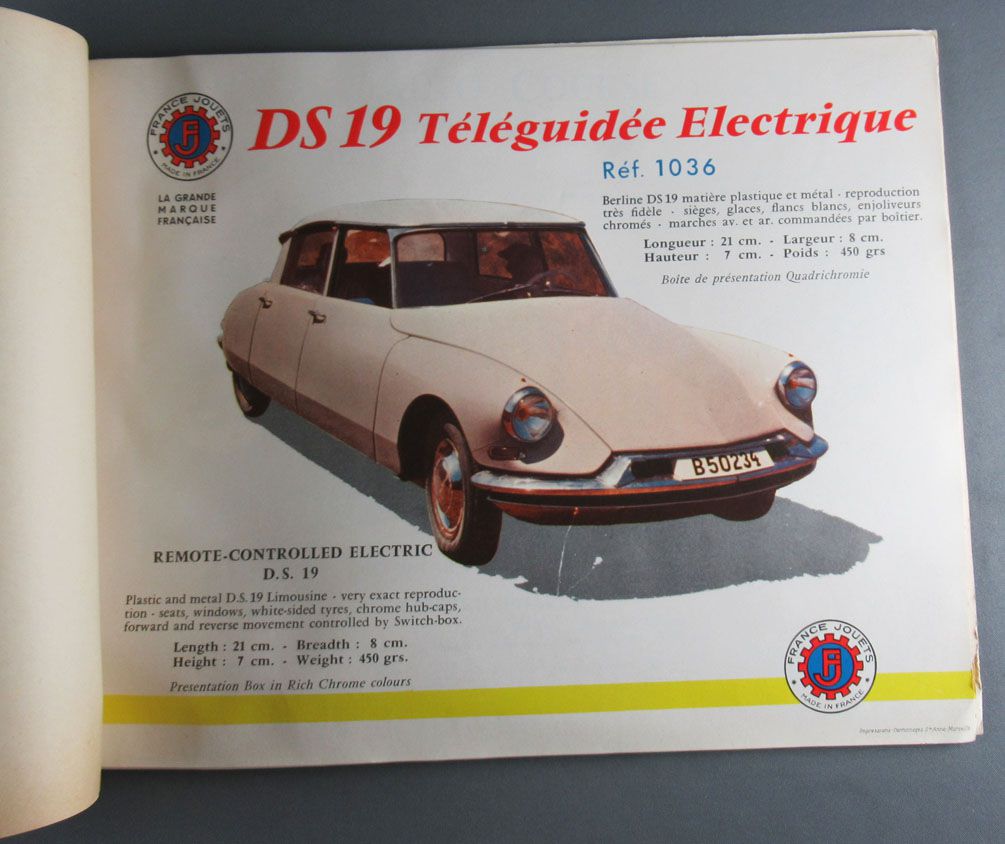 FRANCE JOUETS
FJ
MADE IN FRANCE
LA GRANDE
MARQUE
FRANÇAISE
DS 19 Téléguidée Electrique
Réf. 1036
Berline DS 19 matière plastique et métal - reproduction
très fidèle - sièges, glaces, flancs blancs, enjoliveurs
chromés - marches av. et ar. commandées par boîtier.
Longueur : 21 cm. - Largeur : 8 cm.
Hauteur : 7 cm. - Poids : 450 grs
Boîte de présentation Quadrichromie
B50234
REMOTE-CONTROLLED ELECTRIC
D. S. 19
Plastic and metal D.S. 19 Limousine - very exact reproduc-
tion - seats, windows, white-sided tyres, chrome hub-caps,
forward and reverse movement controlled by Switch-box.
Length : 21 cm. - Breadth : 8 cm.
Height : 7 cm. - Weight : 450 grs.
Presentation Box in Rich Chrome colours
FRANCE JOUETS
FJ
MADE IN FRANCE